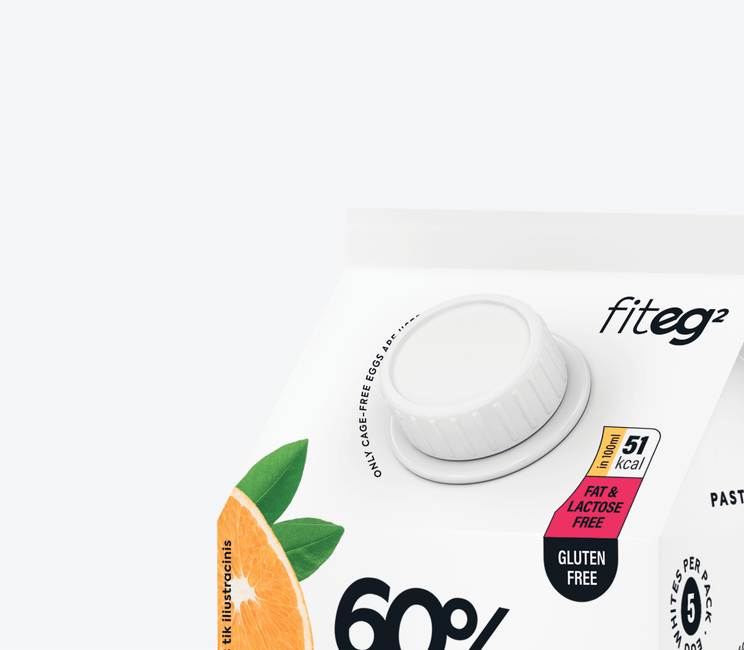 fiteg²
ONLY CAGE-FREE EGGS ARE
in 100ml
51
kcal
FAT &
LACTOSE
FREE
GLUTEN
FREE
tik iliustracinis
60%
WHITES PER PACK ·
5